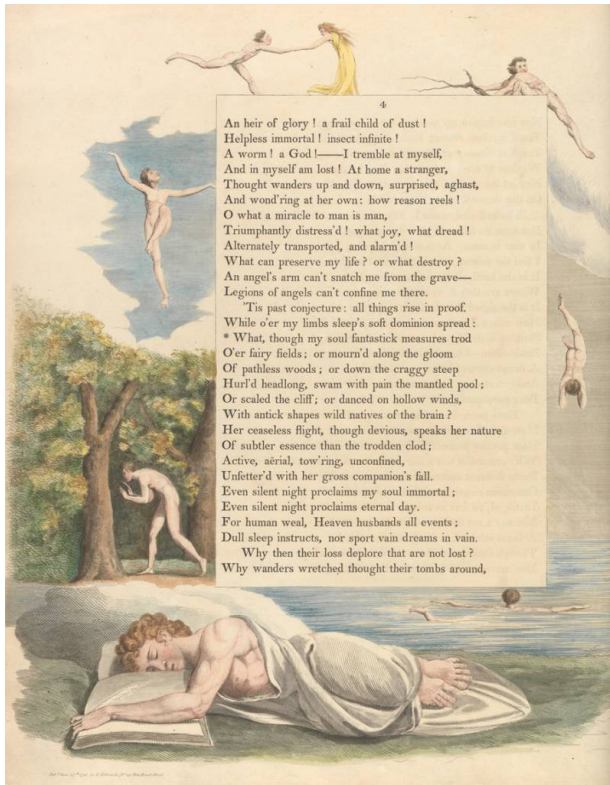 4
An heir of glory ! a frail child of dust !
Helpless immortal ! insect infinite !
A worm ! a God !——I tremble at myself,
And in myself am lost ! At home a stranger,
Thought wanders up and down, surprised, aghast,
And wond'ring at her own : how reason reels !
O what a miracle to man is man,
Triumphantly distress'd ! what joy, what dread !
Alternately transported, and alarm'd !
What can preserve my life ? or what destroy ?
An angel's arm can't snatch me from the grave—
Legions of angels can't confine me there.
'Tis past conjecture : all things rise in proof.
While o'er my limbs sleep's soft dominion spread :
* What, though my soul fantastick measures trod
O'er fairy fields ; or mourn'd along the gloom
Of pathless woods ; or down the craggy steep
Hurl'd headlong, swam with pain the mantled pool ;
Or scaled the cliff ; or danced on hollow winds,
With antick shapes wild natives of the brain ?
Her ceaseless flight, though devious, speaks her nature
Of subtler essence than the trodden clod ;
Active, aërial, tow'ring, unconfined,
Unfetter'd with her gross companion's fall.
Even silent night proclaims my soul immortal ;
Even silent night proclaims eternal day.
For human weal, Heaven husbands all events ;
Dull sleep instructs, nor sport vain dreams in vain.
Why then their loss deplore that are not lost ?
Why wanders wretched thought their tombs around,